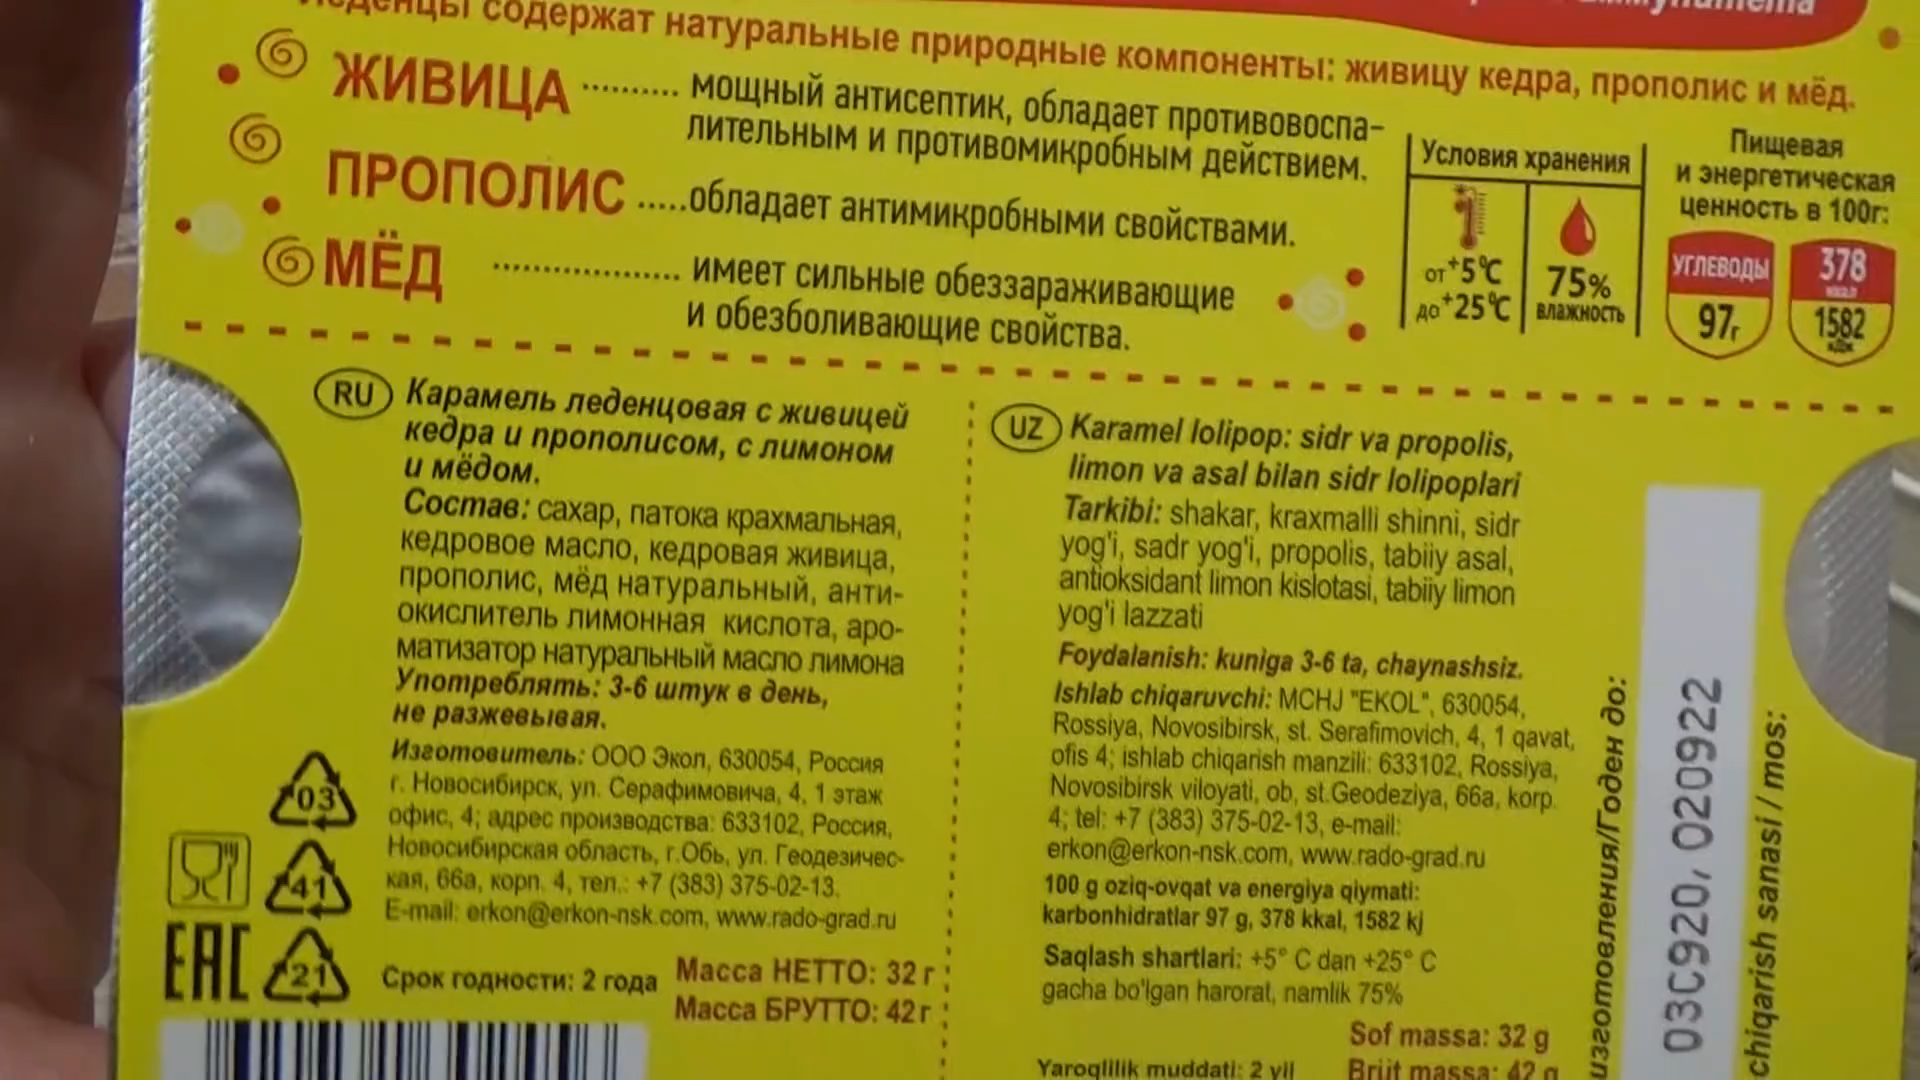 Леденцы содержат натуральные природные компоненты: живицу кедра, прополис и мёд.
ЖИВИЦА .......... мощный антисептик, обладает противовоспа-
лительным и противомикробным действием.
ПРОПОЛИС .....обладает антимикробными свойствами.
МЁД ................... имеет сильные обеззараживающие
и обезболивающие свойства.
Условия хранения
от +5°C
до +25°C
75%
влажность
Пищевая
и энергетическая
ценность в 100г:
УГЛЕВОДЫ
97г
378
ккал
1582
кДж
RU Карамель леденцовая с живицей
кедра и прополисом, с лимоном
и мёдом.
Состав: сахар, патока крахмальная,
кедровое масло, кедровая живица,
прополис, мёд натуральный, анти-
окислитель лимонная кислота, аро-
матизатор натуральный масло лимона
Употреблять: 3-6 штук в день,
не разжевывая.
Изготовитель: ООО Экол, 630054, Россия
г. Новосибирск, ул. Серафимовича, 4, 1 этаж
офис, 4; адрес производства: 633102, Россия,
Новосибирская область, г.Обь, ул. Геодезичес-
кая, 66а, корп. 4, тел.: +7 (383) 375-02-13.
E-mail: erkon@erkon-nsk.com, www.rado-grad.ru
Срок годности: 2 года
Масса НЕТТО: 32 г
Масса БРУТТО: 42 г
03
41
21
EAC
UZ Karamel lolipop: sidr va propolis,
limon va asal bilan sidr lolipoplari
Tarkibi: shakar, kraxmalli shinni, sidr
yog'i, sadr yog'i, propolis, tabiiy asal,
antioksidant limon kislotasi, tabiiy limon
yog'i lazzati
Foydalanish: kuniga 3-6 ta, chaynashsiz.
Ishlab chiqaruvchi: MCHJ "EKOL", 630054,
Rossiya, Novosibirsk, st. Serafimovich, 4, 1 qavat,
ofis 4; ishlab chiqarish manzili: 633102, Rossiya,
Novosibirsk viloyati, ob, st.Geodeziya, 66a, korp.
4; tel: +7 (383) 375-02-13, e-mail:
erkon@erkon-nsk.com, www.rado-grad.ru
100 g oziq-ovqat va energiya qiymati:
karbonhidratlar 97 g, 378 kkal, 1582 kj
Saqlash shartlari: +5° C dan +25° C
gacha bo'lgan harorat, namlik 75%
Sof massa: 32 g
Yaroqlilik muddati: 2 yil
Brüt massa: 42 g
изготовления/Годен до:
03C920, 020922
chiqarish sanasi / mos: